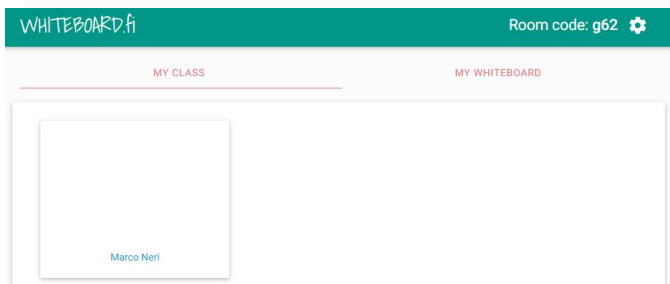 WHITEBOARD.fi
Room code: g62
MY CLASS
MY WHITEBOARD
Marco Neri